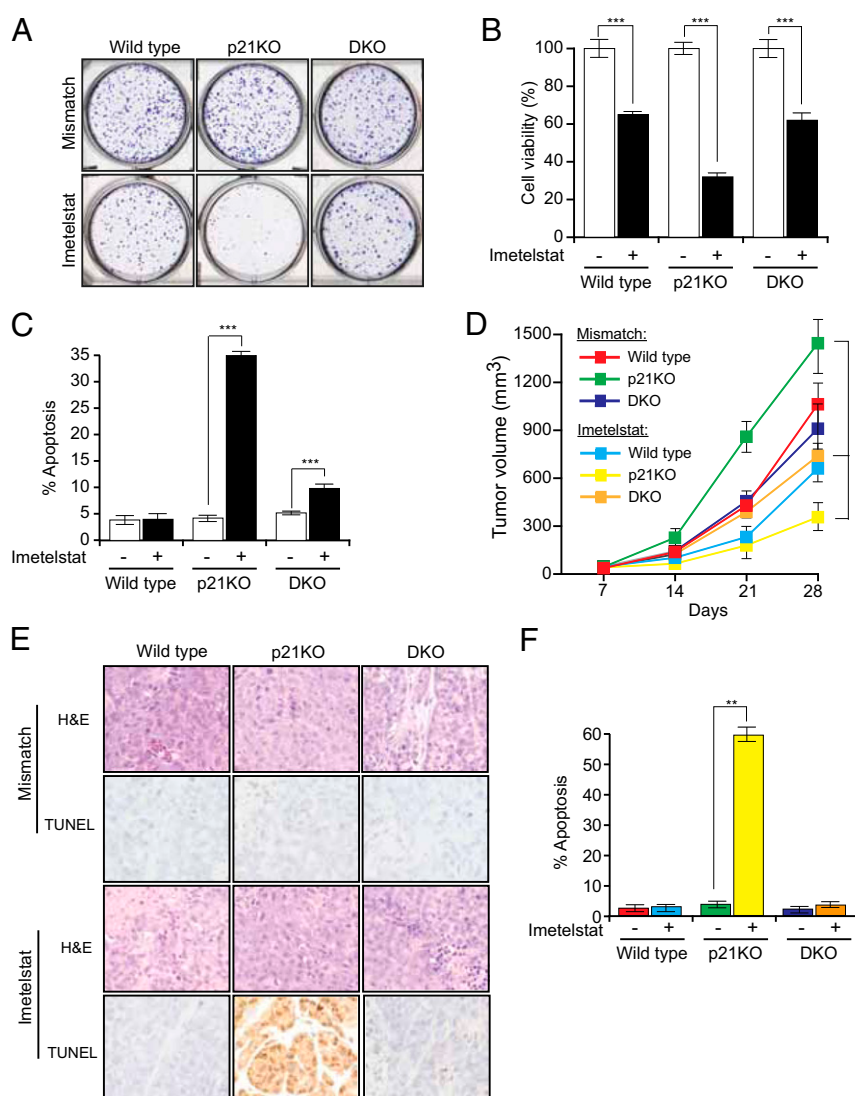 A
Wild type p21KO DKO
Mismatch
Imetelstat
B
*** *** ***
100
80
60
40
20
0
Cell viability (%)
Imetelstat - + - + - +
Wild type p21KO DKO
C
***
***
35
30
25
20
15
10
5
0
% Apoptosis
Imetelstat - + - + - +
Wild type p21KO DKO
D
1500
1200
900
600
300
0
Tumor volume (mm3)
Mismatch:
Wild type
p21KO
DKO
Imetelstat:
Wild type
p21KO
DKO
7 14 21 28
Days
E
Wild type p21KO DKO
Mismatch
H&E
TUNEL
Imetelstat
H&E
TUNEL
F
**
60
50
40
30
20
10
0
% Apoptosis
Imetelstat - + - + - +
Wild type p21KO DKO